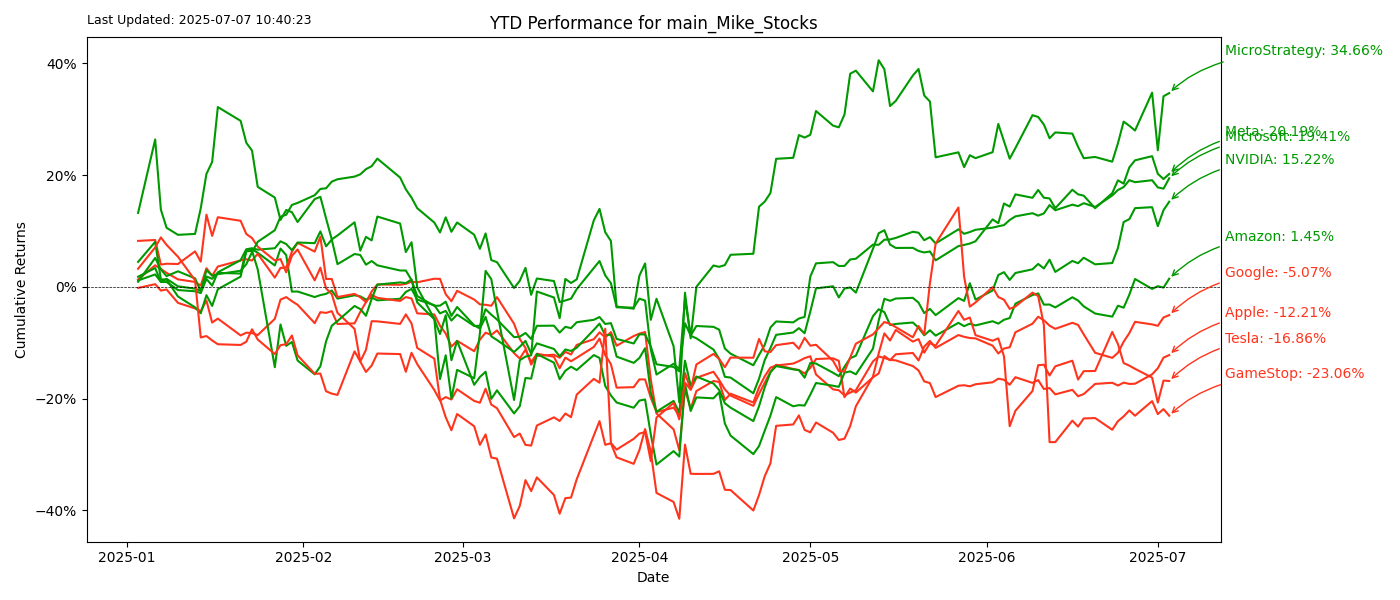 Last Updated: 2025-07-07 10:40:23
YTD Performance for main_Mike_Stocks
MicroStrategy: 34.66%
Meta: 20.19%
Microsoft: 19.41%
NVIDIA: 15.22%
Amazon: 1.45%
Google: -5.07%
Apple: -12.21%
Tesla: -16.86%
GameStop: -23.06%
Cumulative Returns
40%
20%
0%
−20%
−40%
2025-01
2025-02
2025-03
2025-04
2025-05
2025-06
2025-07
Date